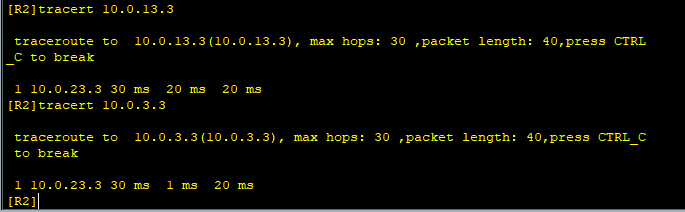 [R2]tracert 10.0.13.3
traceroute to  10.0.13.3(10.0.13.3), max hops: 30 ,packet length: 40,press CTRL
_C to break
1 10.0.23.3 30 ms  20 ms  20 ms
[R2]tracert 10.0.3.3
traceroute to  10.0.3.3(10.0.3.3), max hops: 30 ,packet length: 40,press CTRL_C
to break
1 10.0.23.3 30 ms  1 ms  20 ms
[R2]